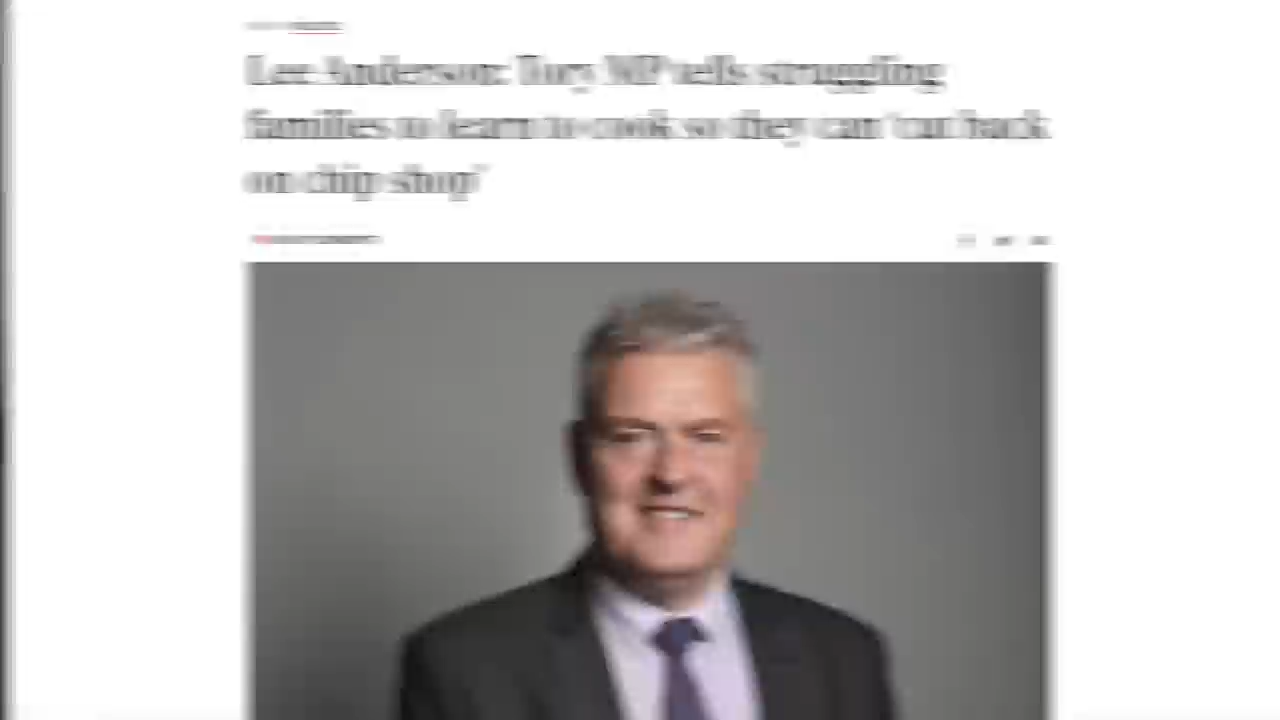 Lee Anderson: Tory MP tells struggling
families to learn to cook so they can 'cut back
on chip shop'